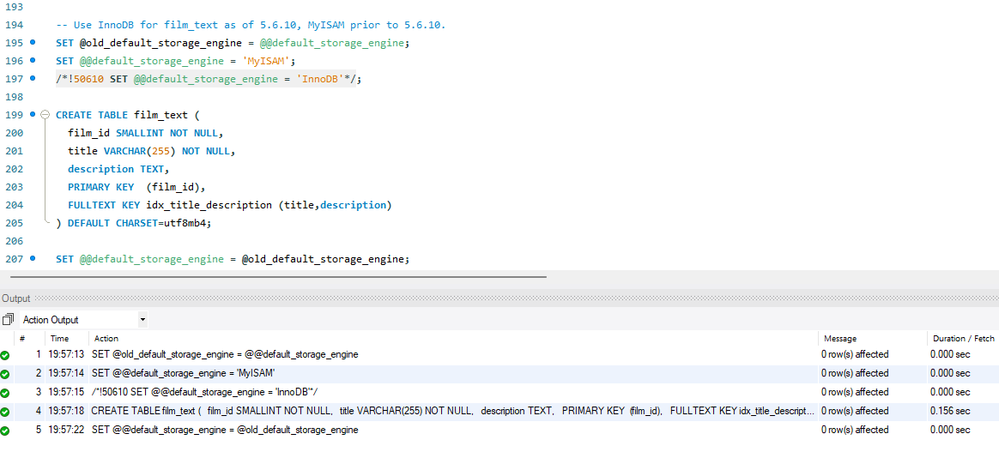 193
194 -- Use InnoDB for film_text as of 5.6.10, MyISAM prior to 5.6.10.
195 SET @old_default_storage_engine = @@default_storage_engine;
196 SET @@default_storage_engine = 'MyISAM';
197 /*!50610 SET @@default_storage_engine = 'InnoDB'*/;
198
199 CREATE TABLE film_text (
200 film_id SMALLINT NOT NULL,
201 title VARCHAR(255) NOT NULL,
202 description TEXT,
203 PRIMARY KEY  (film_id),
204 FULLTEXT KEY idx_title_description (title,description)
205 ) DEFAULT CHARSET=utf8mb4;
206
207 SET @@default_storage_engine = @old_default_storage_engine;
Output
Action Output
# Time Action Message Duration / Fetch
1 19:57:13 SET @old_default_storage_engine = @@default_storage_engine 0 row(s) affected 0.000 sec
2 19:57:14 SET @@default_storage_engine = 'MyISAM' 0 row(s) affected 0.000 sec
3 19:57:15 /*!50610 SET @@default_storage_engine = 'InnoDB'*/ 0 row(s) affected 0.000 sec
4 19:57:18 CREATE TABLE film_text (   film_id SMALLINT NOT NULL,   title VARCHAR(255) NOT NULL,   description TEXT,   PRIMARY KEY  (film_id),   FULLTEXT KEY idx_title_descript... 0 row(s) affected 0.156 sec
5 19:57:22 SET @@default_storage_engine = @old_default_storage_engine 0 row(s) affected 0.000 sec